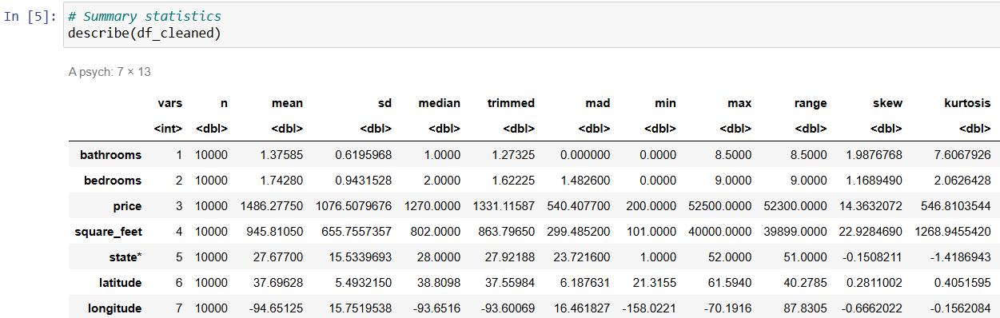 In [5]: # Summary statistics
describe(df_cleaned)
A psych: 7 × 13
vars n mean sd median trimmed mad min max range skew kurtosis
<int> <dbl> <dbl> <dbl> <dbl> <dbl> <dbl> <dbl> <dbl> <dbl> <dbl> <dbl>
bathrooms 1 10000 1.37585 0.6195968 1.0000 1.27325 0.000000 0.0000 8.5000 8.5000 1.9876768 7.6067926
bedrooms 2 10000 1.74280 0.9431528 2.0000 1.62225 1.482600 0.0000 9.0000 9.0000 1.1689490 2.0626428
price 3 10000 1486.27750 1076.5079676 1270.0000 1331.11587 540.407700 200.0000 52500.0000 52300.0000 14.3632072 546.8103544
square_feet 4 10000 945.81050 655.7557357 802.0000 863.79650 299.485200 101.0000 40000.0000 39899.0000 22.9284690 1268.9455420
state* 5 10000 27.67700 15.5339693 28.0000 27.92188 23.721600 1.0000 52.0000 51.0000 -0.1508211 -1.4186943
latitude 6 10000 37.69628 5.4932150 38.8098 37.55984 6.187631 21.3155 61.5940 40.2785 0.2811002 0.4051595
longitude 7 10000 -94.65125 15.7519538 -93.6516 -93.60069 16.461827 -158.0221 -70.1916 87.8305 -0.6662022 -0.1562084